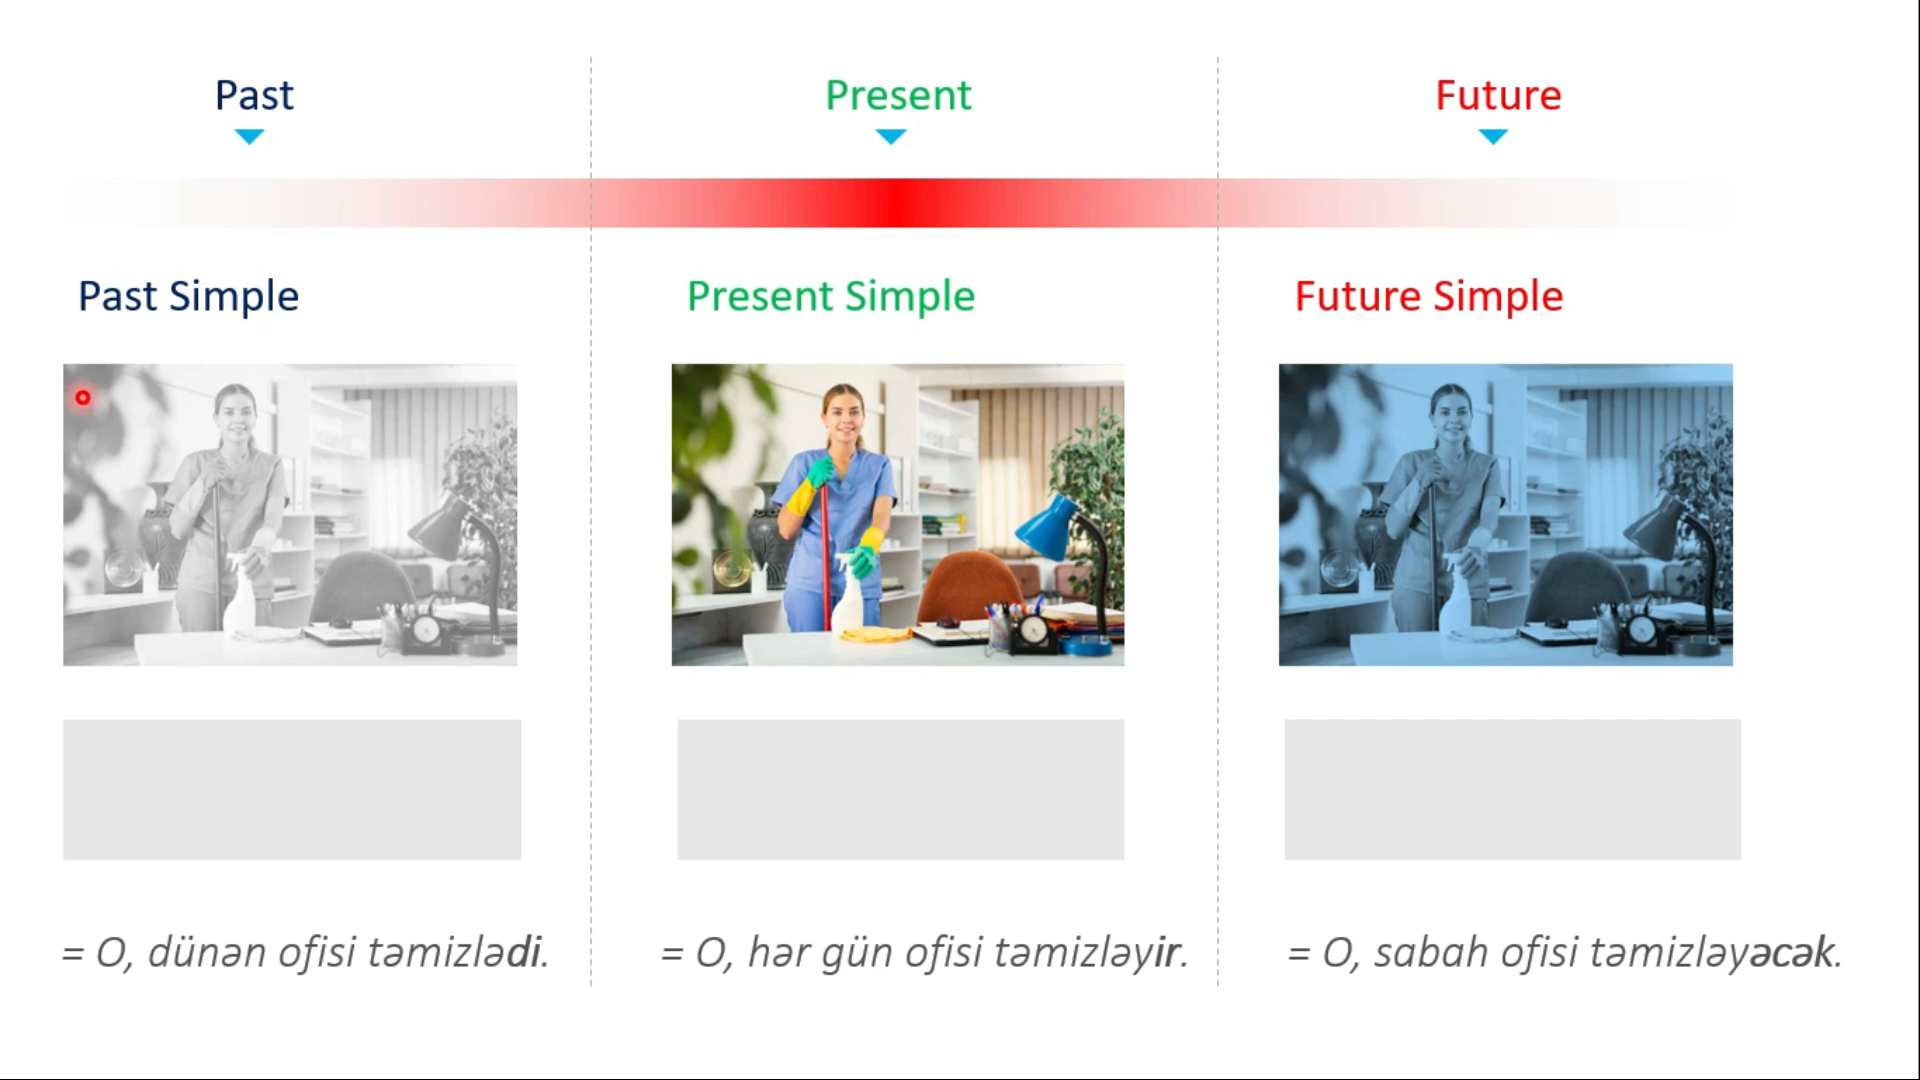 Past
Present
Future
Past Simple
Present Simple
Future Simple
= O, dünən ofisi təmizlədi.
= O, hər gün ofisi təmizləyir.
= O, sabah ofisi təmizləyəcək.